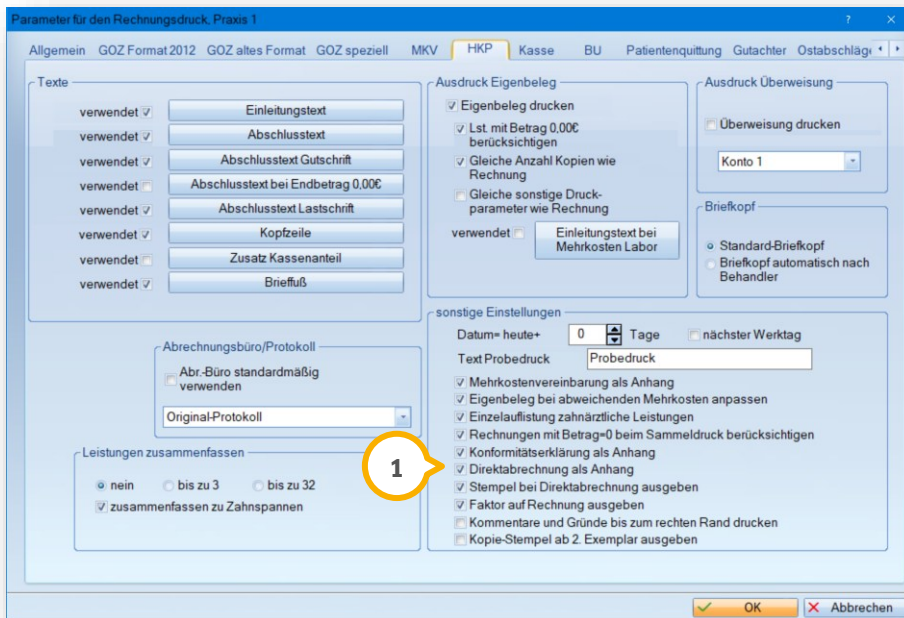 Parameter für den Rechnungsdruck, Praxis 1
Allgemein GOZ Format 2012 GOZ altes Format GOZ speziell MKV HKP Kasse BU Patientenquittung Gutachter Ostabschläge
Texte
verwendet Einleitungstext
verwendet Abschlusstext
verwendet Abschlusstext Gutschrift
verwendet Abschlusstext bei Endbetrag 0,00€
verwendet Abschlusstext Lastschrift
verwendet Kopfzeile
verwendet Zusatz Kassenanteil
verwendet Brieffuß
Abrechnungsbüro/Protokoll
Abr.-Büro standardmäßig
verwenden
Original-Protokoll
Leistungen zusammenfassen
nein bis zu 3 bis zu 32
zusammenfassen zu Zahnspannen
Ausdruck Eigenbeleg
Eigenbeleg drucken
Lst. mit Betrag 0,00€
berücksichtigen
Gleiche Anzahl Kopien wie
Rechnung
Gleiche sonstige Druck-
parameter wie Rechnung
verwendet Einleitungstext bei
Mehrkosten Labor
Ausdruck Überweisung
Überweisung drucken
Konto 1
Briefkopf
Standard-Briefkopf
Briefkopf automatisch nach
Behandler
sonstige Einstellungen
Datum= heute+ 0 Tage nächster Werktag
Text Probedruck Probedruck
Mehrkostenvereinbarung als Anhang
Eigenbeleg bei abweichenden Mehrkosten anpassen
Einzelauflistung zahnärztliche Leistungen
Rechnungen mit Betrag=0 beim Sammeldruck berücksichtigen
Konformitätserklärung als Anhang
1
Direktabrechnung als Anhang
Stempel bei Direktabrechnung ausgeben
Faktor auf Rechnung ausgeben
Kommentare und Gründe bis zum rechten Rand drucken
Kopie-Stempel ab 2. Exemplar ausgeben
OK Abbrechen